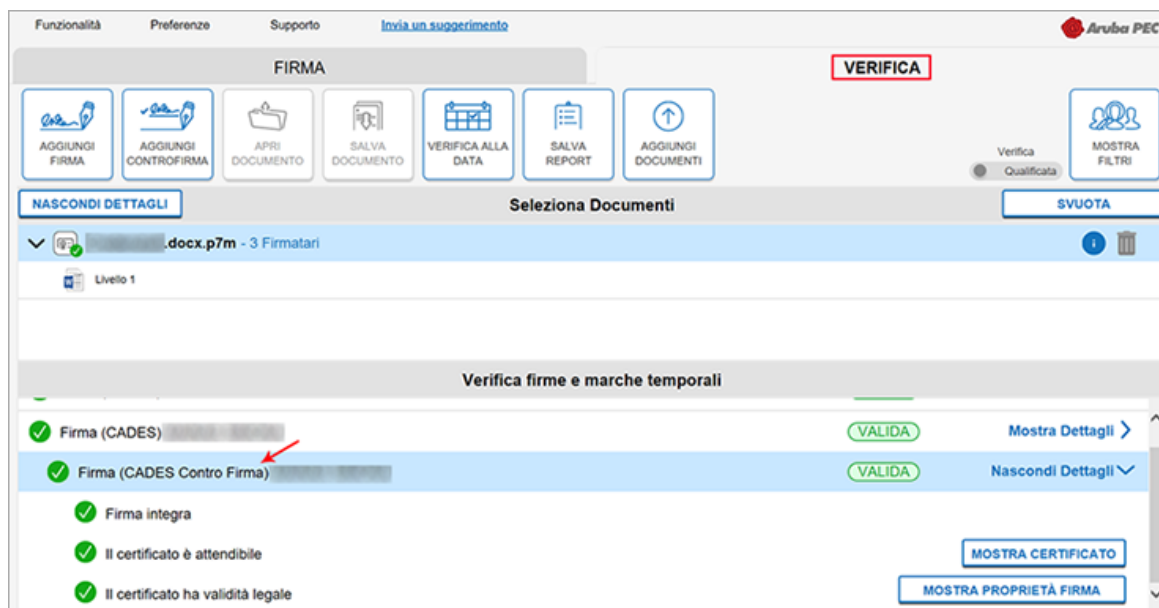 Funzionalità Preferenze Supporto Invia un suggerimento Aruba PEC
FIRMA VERIFICA
AGGIUNGI FIRMA
AGGIUNGI CONTROFIRMA
APRI DOCUMENTO
SALVA DOCUMENTO
VERIFICA ALLA DATA
SALVA REPORT
AGGIUNGI DOCUMENTI
Verifica
Qualificata
MOSTRA FILTRI
NASCONDI DETTAGLI Seleziona Documenti SVUOTA
.docx.p7m - 3 Firmatari
Livello 1
Verifica firme e marche temporali
Firma (CADES) VALIDA Mostra Dettagli
Firma (CADES Contro Firma) VALIDA Nascondi Dettagli
Firma integra
Il certificato è attendibile MOSTRA CERTIFICATO
Il certificato ha validità legale MOSTRA PROPRIETÀ FIRMA